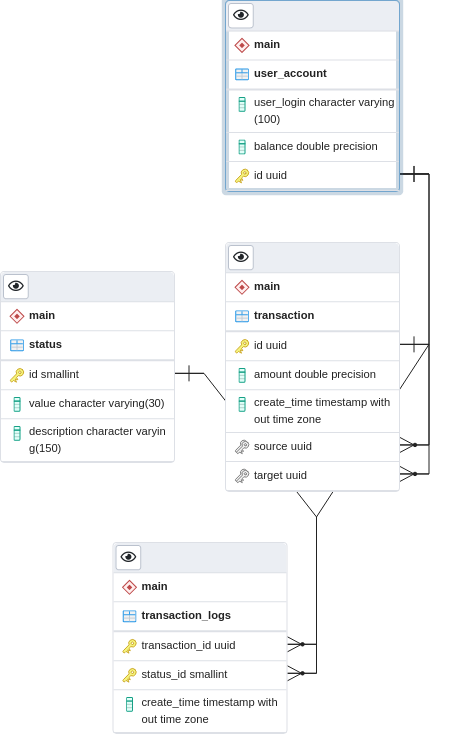 main
user_account
user_login character varying
(100)
balance double precision
id uuid
main
transaction
id uuid
amount double precision
create_time timestamp with
out time zone
source uuid
target uuid
main
status
id smallint
value character varying(30)
description character varyin
g(150)
main
transaction_logs
transaction_id uuid
status_id smallint
create_time timestamp with
out time zone